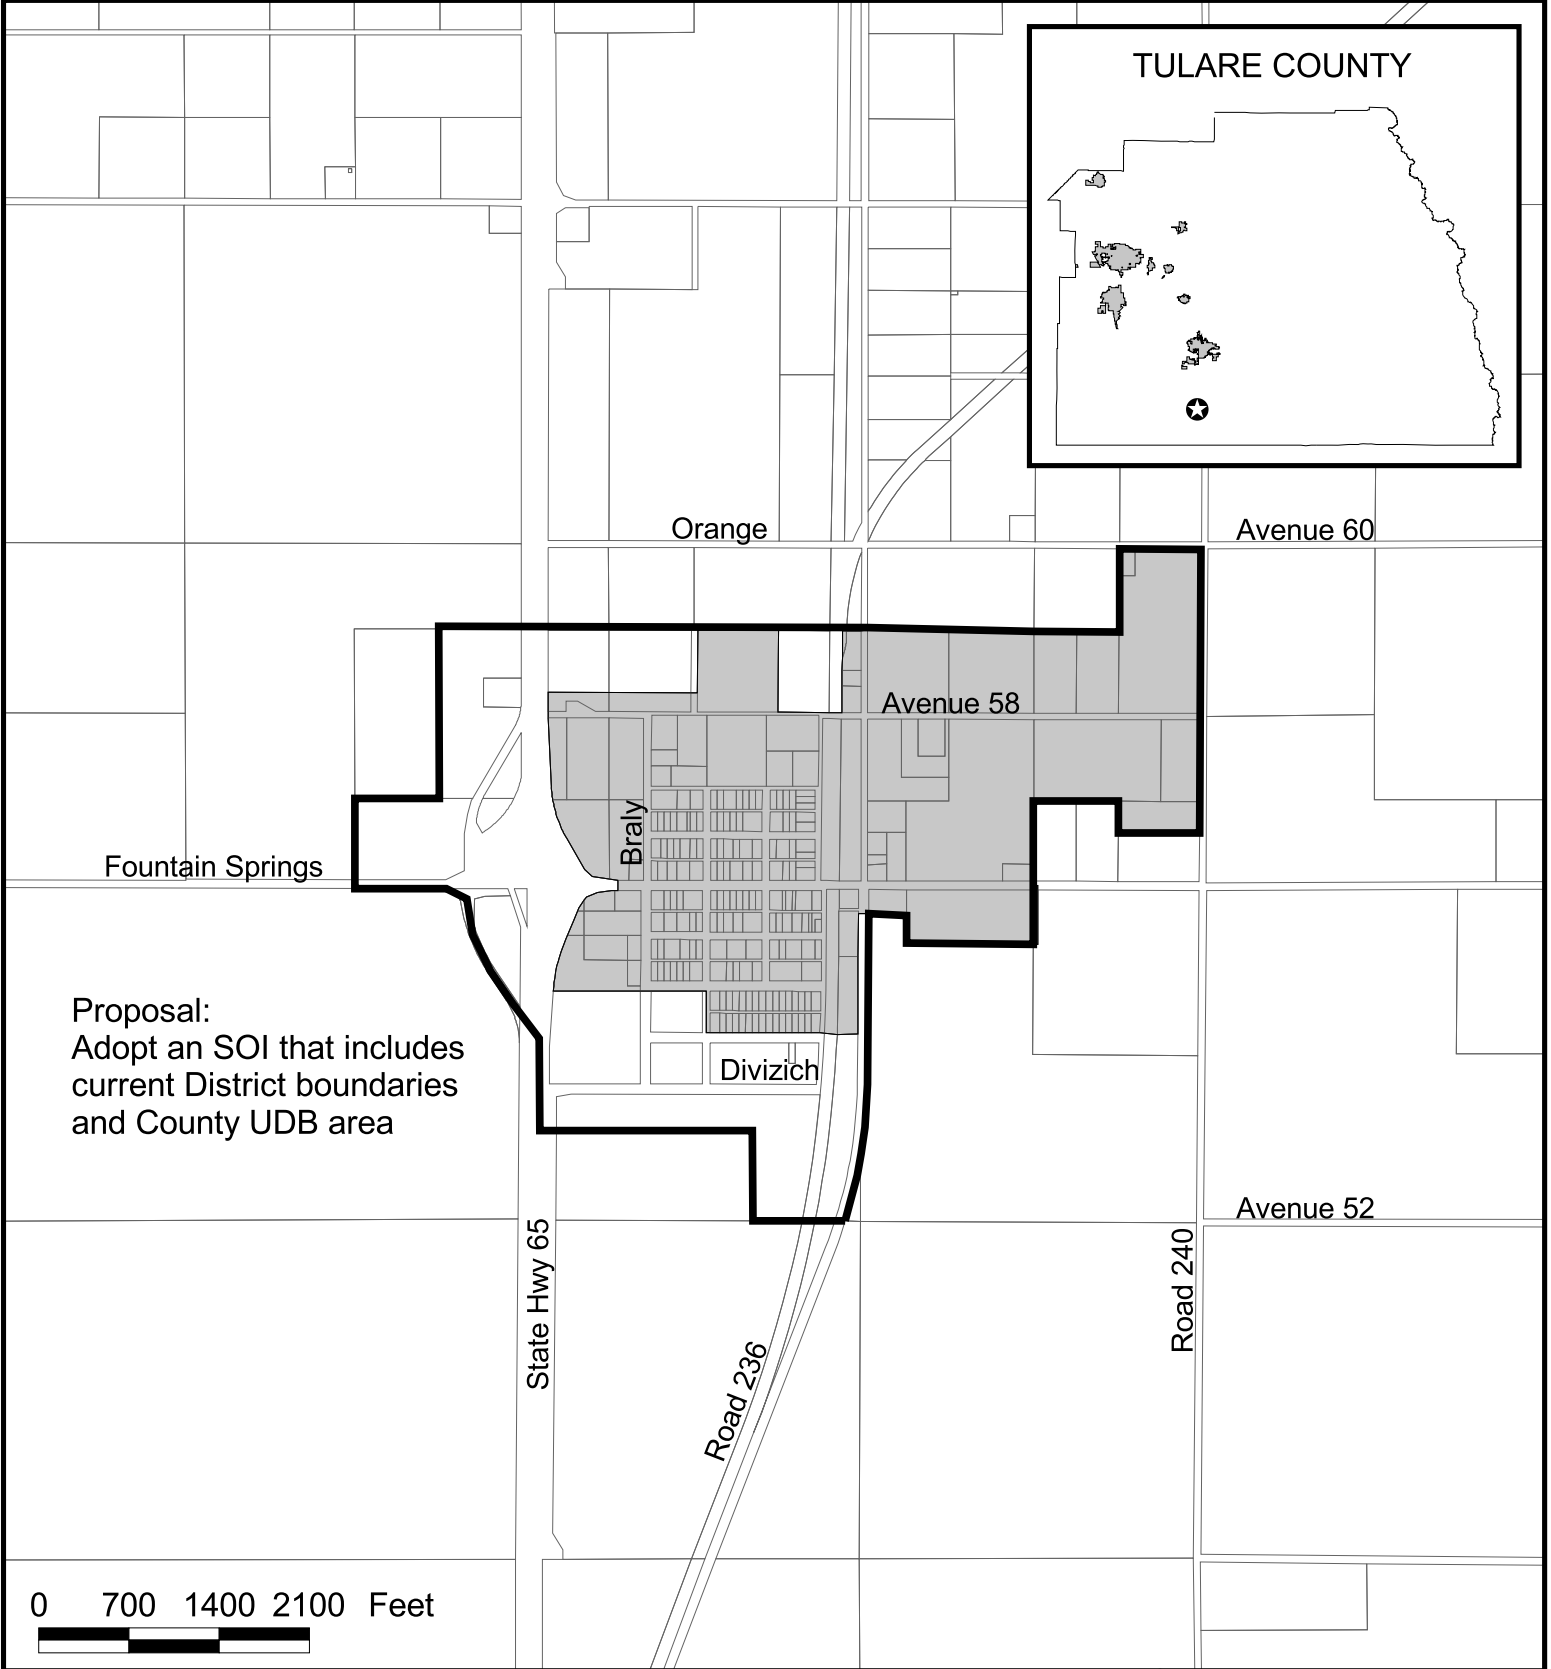 TULARE COUNTY
Orange
Avenue 60
Avenue 58
Braly
Fountain Springs
Proposal:
Adopt an SOI that includes
current District boundaries
and County UDB area
Divizich
Avenue 52
State Hwy 65
Road 240
Road 236
0 700 1400 2100 Feet